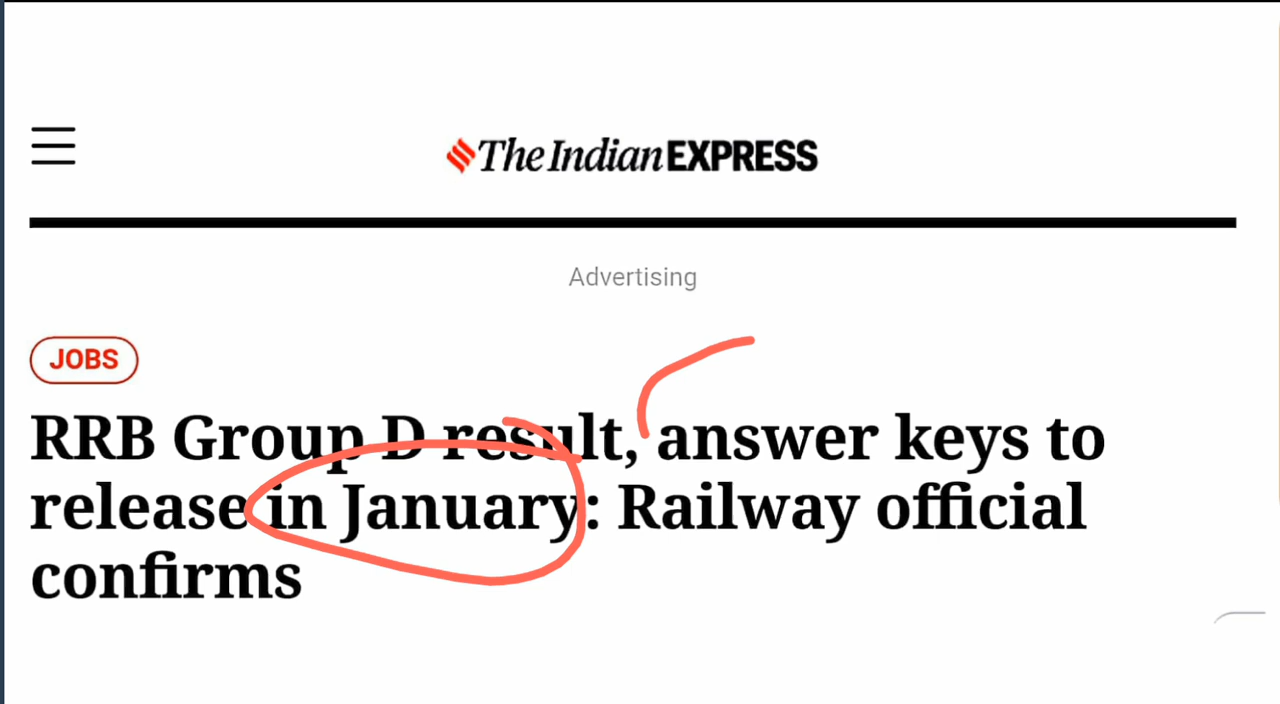 The Indian EXPRESS
Advertising
JOBS
RRB Group D result, answer keys to
release in January: Railway official
confirms